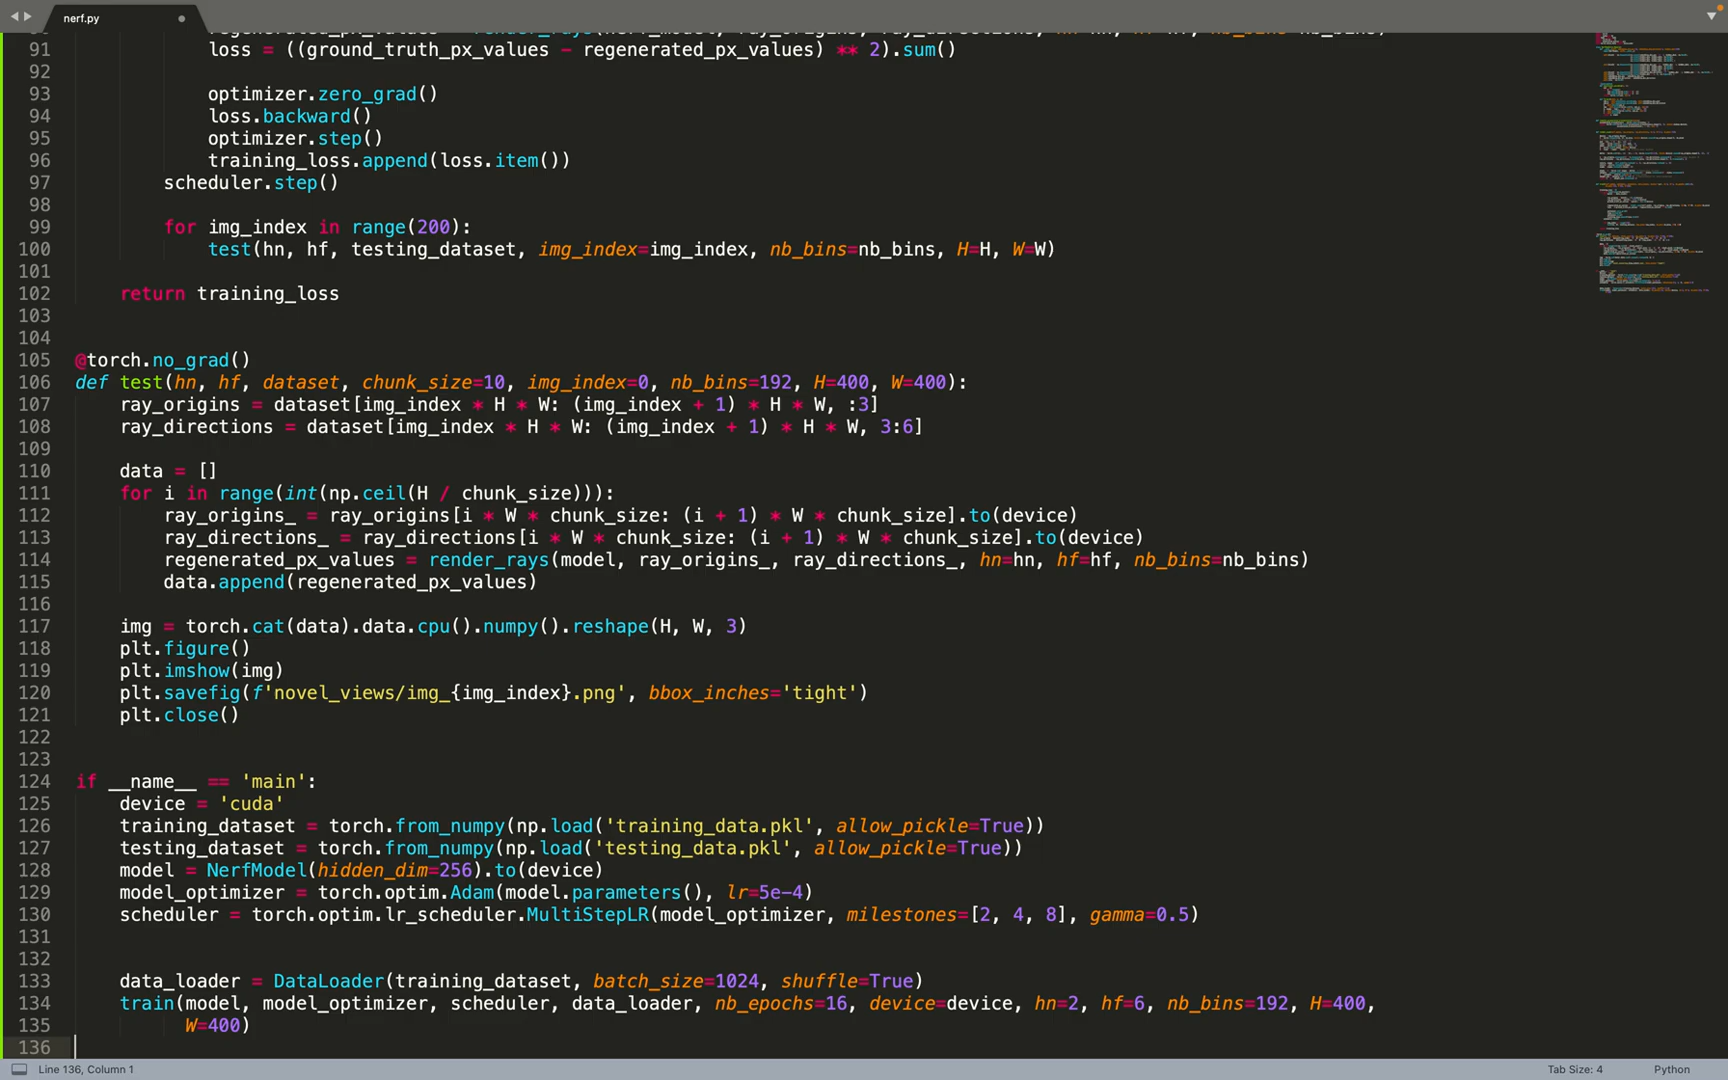 nerf.py
91 loss = ((ground_truth_px_values - regenerated_px_values) ** 2).sum()
92
93 optimizer.zero_grad()
94 loss.backward()
95 optimizer.step()
96 training_loss.append(loss.item())
97 scheduler.step()
98
99 for img_index in range(200):
100 test(hn, hf, testing_dataset, img_index=img_index, nb_bins=nb_bins, H=H, W=W)
101
102 return training_loss
103
104
105 @torch.no_grad()
106 def test(hn, hf, dataset, chunk_size=10, img_index=0, nb_bins=192, H=400, W=400):
107 ray_origins = dataset[img_index * H * W: (img_index + 1) * H * W, :3]
108 ray_directions = dataset[img_index * H * W: (img_index + 1) * H * W, 3:6]
109
110 data = []
111 for i in range(int(np.ceil(H / chunk_size))):
112 ray_origins_ = ray_origins[i * W * chunk_size: (i + 1) * W * chunk_size].to(device)
113 ray_directions_ = ray_directions[i * W * chunk_size: (i + 1) * W * chunk_size].to(device)
114 regenerated_px_values = render_rays(model, ray_origins_, ray_directions_, hn=hn, hf=hf, nb_bins=nb_bins)
115 data.append(regenerated_px_values)
116
117 img = torch.cat(data).data.cpu().numpy().reshape(H, W, 3)
118 plt.figure()
119 plt.imshow(img)
120 plt.savefig(f'novel_views/img_{img_index}.png', bbox_inches='tight')
121 plt.close()
122
123
124 if __name__ == 'main':
125 device = 'cuda'
126 training_dataset = torch.from_numpy(np.load('training_data.pkl', allow_pickle=True))
127 testing_dataset = torch.from_numpy(np.load('testing_data.pkl', allow_pickle=True))
128 model = NerfModel(hidden_dim=256).to(device)
129 model_optimizer = torch.optim.Adam(model.parameters(), lr=5e-4)
130 scheduler = torch.optim.lr_scheduler.MultiStepLR(model_optimizer, milestones=[2, 4, 8], gamma=0.5)
131
132
133 data_loader = DataLoader(training_dataset, batch_size=1024, shuffle=True)
134 train(model, model_optimizer, scheduler, data_loader, nb_epochs=16, device=device, hn=2, hf=6, nb_bins=192, H=400,
135 W=400)
136
Line 136, Column 1
Tab Size: 4
Python